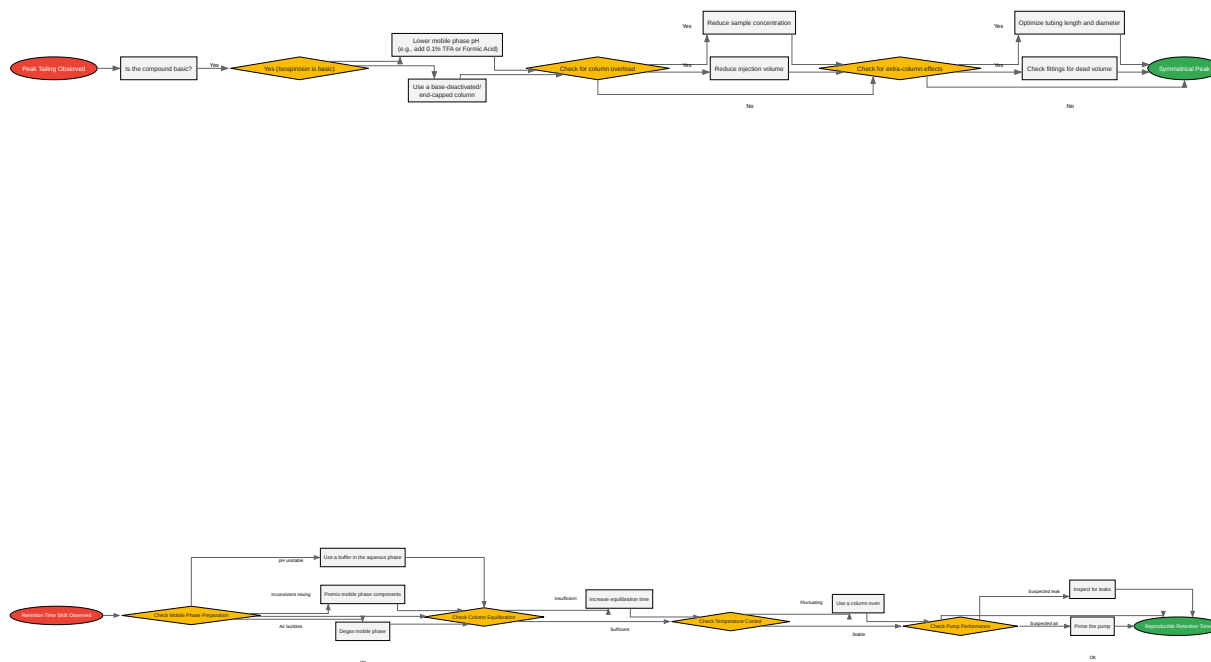 Peak Tailing Observed
Is the compound basic?
Yes
Yes (Isospinosin is basic)
Lower mobile phase pH
(e.g., add 0.1% TFA or Formic Acid)
Use a base-deactivated/
end-capped column
Check for column overload
Yes
Yes
Reduce sample concentration
Reduce injection volume
No
Check for extra-column effects
Yes
Yes
Optimize tubing length and diameter
Check fittings for dead volume
No
Symmetrical Peak
Retention Time Shift Observed
Check Mobile Phase Preparation
pH unstable
Use a buffer in the aqueous phase
Inconsistent mixing
Premix mobile phase components
Air bubbles
Degas mobile phase
Check Column Equilibration
Insufficient
Increase equilibration time
Sufficient
Check Temperature Control
Fluctuating
Use a column oven
Stable
Check Pump Performance
Suspected leak
Inspect for leaks
Suspected air
Prime the pump
OK
Reproducible Retention Time